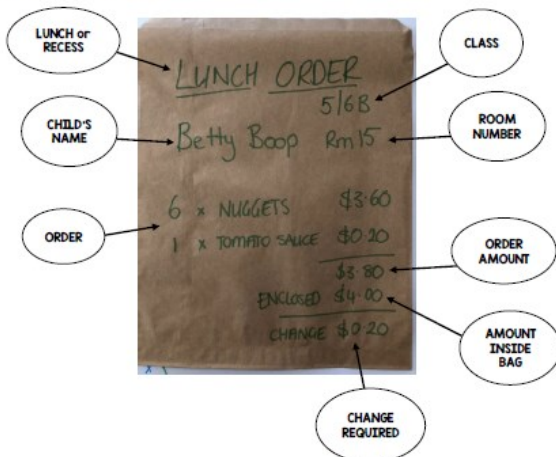 LUNCH or
RECESS
CLASS
LUNCH ORDER
5/6B
CHILD'S
NAME
Betty Boop Rm 15
ROOM
NUMBER
ORDER
6 x NUGGETS $3.60
1 x TOMATO SAUCE $0.20
ORDER
AMOUNT
$3.80
ENCLOSED $4.00
AMOUNT
INSIDE
BAG
CHANGE $0.20
CHANGE
REQUIRED